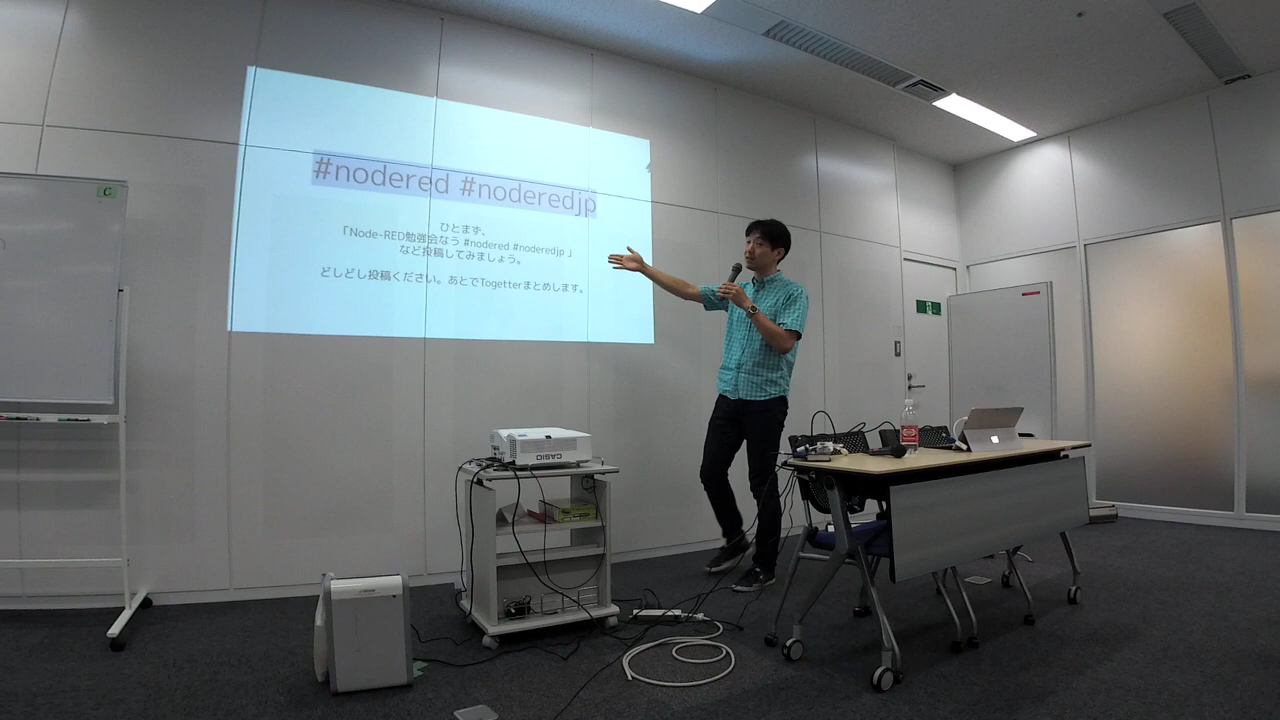 C
#nodered #noderedjp
ひとまず、
「Node-RED勉強会なう #nodered #noderedjp 」
など投稿してみましょう。
どしどし投稿ください。あとでTogetterまとめします。
CASIO